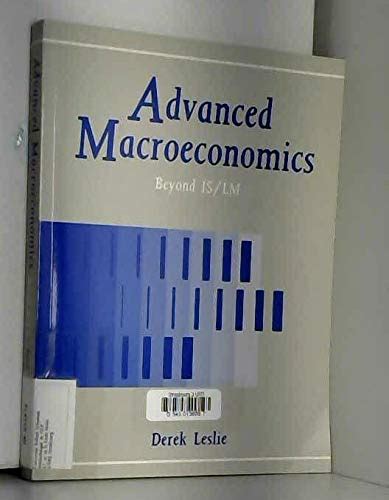 Advanced
Macroeconomics
Beyond IS/LM
Derek Leslie
Advanced Macroeconomics